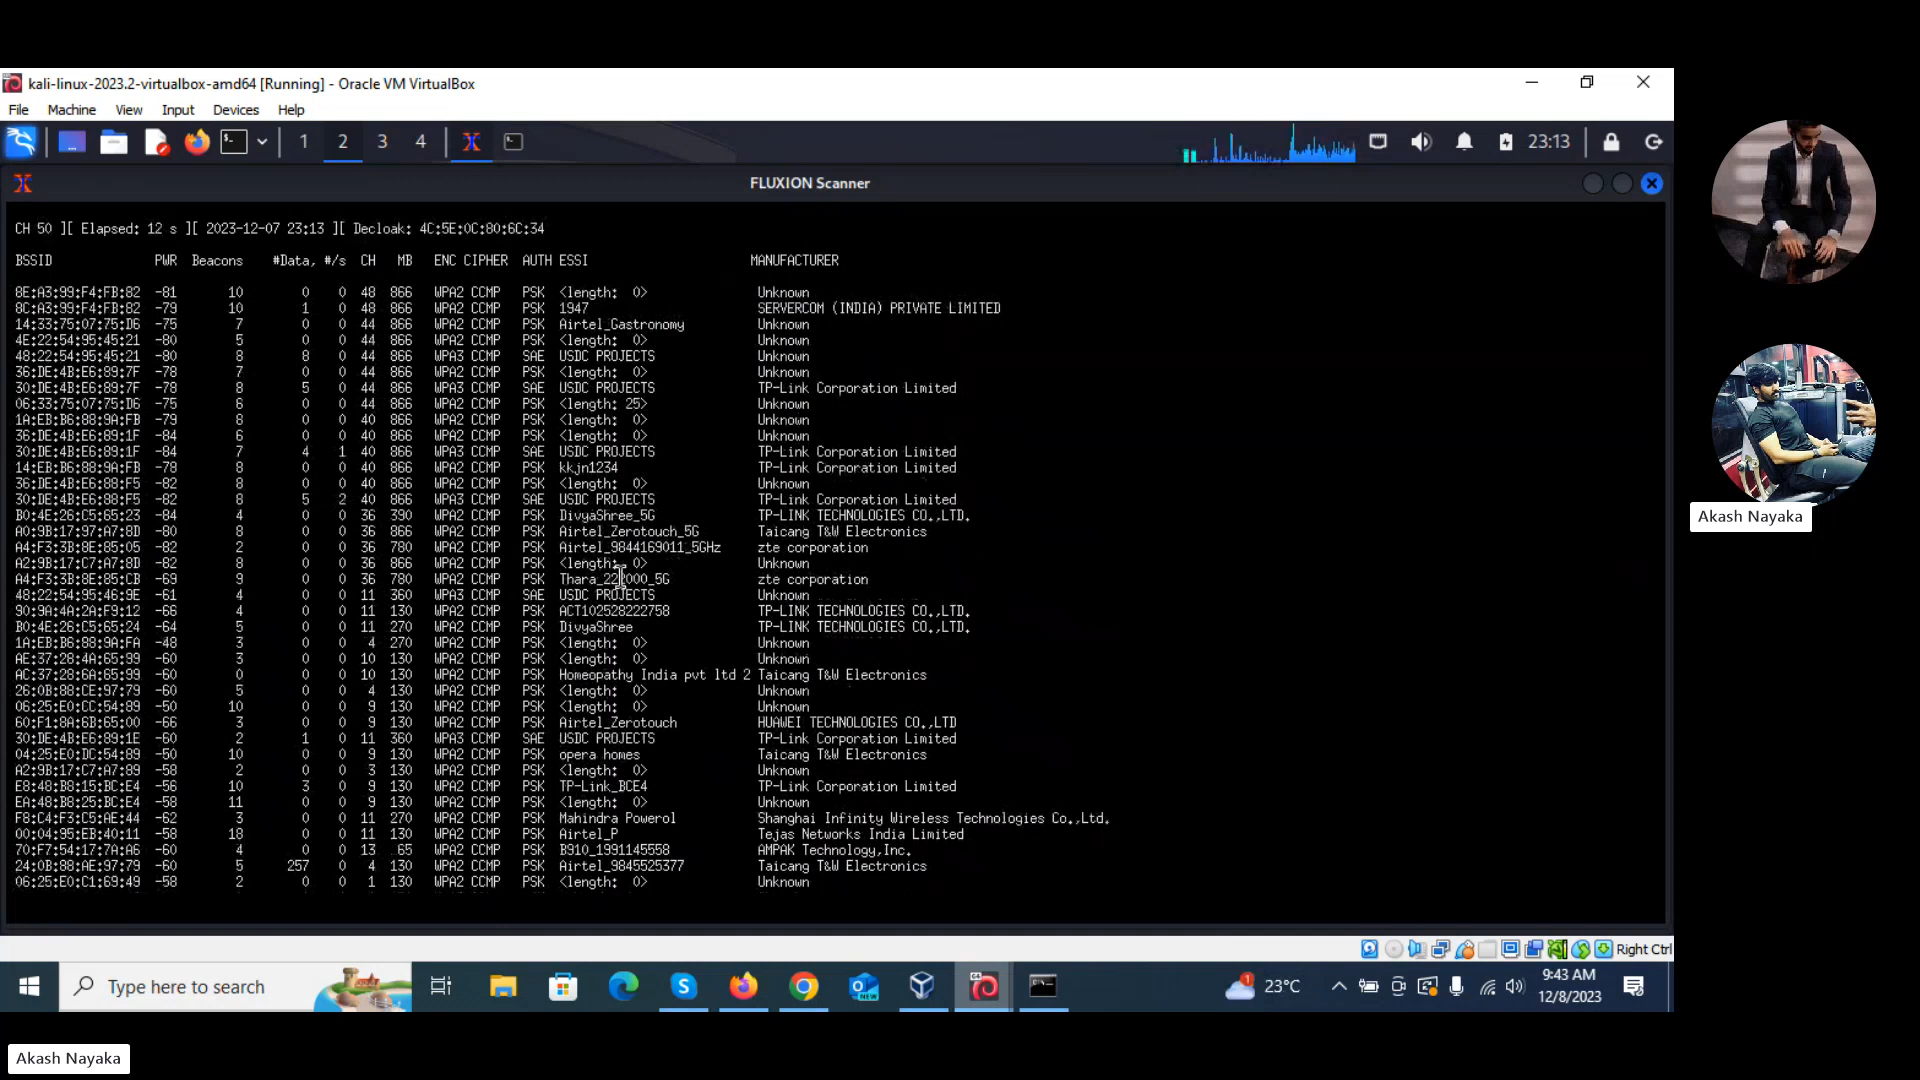 kali-linux-2023.2-virtualbox-amd64 [Running] - Oracle VM VirtualBox
File Machine View Input Devices Help
1 2 3 4 23:13
FLUXION Scanner
CH 50 ][ Elapsed: 12 s ][ 2023-12-07 23:13 ][ Decloak: 4C:5E:0C:80:6C:34
BSSID PWR Beacons #Data, #/s CH MB ENC CIPHER AUTH ESSI MANUFACTURER
8E:A3:99:F4:FB:82 -81 10 0 0 48 866 WPA2 CCMP PSK <length: 0> Unknown
8C:A3:99:F4:FB:82 -79 10 1 0 48 866 WPA2 CCMP PSK 1947 SERVERCOM (INDIA) PRIVATE LIMITED
14:33:75:07:75:D6 -75 7 0 0 44 866 WPA2 CCMP PSK Airtel_Gastronomy Unknown
4E:22:54:95:45:21 -80 5 0 0 44 866 WPA2 CCMP PSK <length: 0> Unknown
48:22:54:95:45:21 -80 8 8 0 44 866 WPA3 CCMP SAE USDC PROJECTS Unknown
36:DE:4B:E6:89:7F -78 7 0 0 44 866 WPA2 CCMP PSK <length: 0> Unknown
30:DE:4B:E6:89:7F -78 8 5 0 44 866 WPA3 CCMP SAE USDC PROJECTS TP-Link Corporation Limited
06:33:75:07:75:D6 -75 6 0 0 44 866 WPA2 CCMP PSK <length: 25> Unknown
1A:EB:B6:88:9A:FB -79 8 0 0 40 866 WPA2 CCMP PSK <length: 0> Unknown
36:DE:4B:E6:89:1F -84 6 0 0 40 866 WPA2 CCMP PSK <length: 0> Unknown
30:DE:4B:E6:89:1F -84 7 4 1 40 866 WPA3 CCMP SAE USDC PROJECTS TP-Link Corporation Limited
14:EB:B6:88:9A:FB -78 8 0 0 40 866 WPA2 CCMP PSK kkjn1234 TP-Link Corporation Limited
36:DE:4B:E6:88:F5 -82 8 0 0 40 866 WPA2 CCMP PSK <length: 0> Unknown
30:DE:4B:E6:88:F5 -82 8 5 2 40 866 WPA3 CCMP SAE USDC PROJECTS TP-Link Corporation Limited
B0:4E:26:C5:65:23 -84 4 0 0 36 390 WPA2 CCMP PSK DivyaShree_5G TP-LINK TECHNOLOGIES CO.,LTD.
A0:9B:17:97:A7:8D -80 8 0 0 36 866 WPA2 CCMP PSK Airtel_Zerotouch_5G Taicang T&W Electronics
A4:F3:3B:8E:85:05 -82 2 0 0 36 780 WPA2 CCMP PSK Airtel_9844169011_5GHz zte corporation
A2:9B:17:C7:A7:8D -82 8 0 0 36 866 WPA2 CCMP PSK <length: 0> Unknown
A4:F3:3B:8E:85:CB -69 9 0 0 36 780 WPA2 CCMP PSK Thara_222000_5G zte corporation
48:22:54:95:46:9E -61 4 0 0 11 360 WPA3 CCMP SAE USDC PROJECTS Unknown
90:9A:4A:2A:F9:12 -66 4 0 0 11 130 WPA2 CCMP PSK ACT102528222758 TP-LINK TECHNOLOGIES CO.,LTD.
B0:4E:26:C5:65:24 -64 5 0 0 11 270 WPA2 CCMP PSK DivyaShree TP-LINK TECHNOLOGIES CO.,LTD.
1A:EB:B6:88:9A:FA -48 3 0 0 4 270 WPA2 CCMP PSK <length: 0> Unknown
AE:37:28:4A:65:99 -60 3 0 0 10 130 WPA2 CCMP PSK <length: 0> Unknown
AC:37:28:6A:65:99 -60 0 0 0 10 130 WPA2 CCMP PSK Homeopathy India pvt ltd 2 Taicang T&W Electronics
26:0B:88:CE:97:79 -60 5 0 0 4 130 WPA2 CCMP PSK <length: 0> Unknown
06:25:E0:CC:54:89 -50 10 0 0 9 130 WPA2 CCMP PSK <length: 0> Unknown
60:F1:8A:6B:65:00 -66 3 0 0 9 130 WPA2 CCMP PSK Airtel_Zerotouch HUAWEI TECHNOLOGIES CO.,LTD
30:DE:4B:E6:89:1E -60 2 1 0 11 360 WPA3 CCMP SAE USDC PROJECTS TP-Link Corporation Limited
04:25:E0:DC:54:89 -50 10 0 0 9 130 WPA2 CCMP PSK opera homes Taicang T&W Electronics
A2:9B:17:C7:A7:89 -58 2 0 0 3 130 WPA2 CCMP PSK <length: 0> Unknown
E8:48:B8:15:BC:E4 -56 10 3 0 9 130 WPA2 CCMP PSK TP-Link_BCE4 TP-Link Corporation Limited
EA:48:B8:25:BC:E4 -58 11 0 0 9 130 WPA2 CCMP PSK <length: 0> Unknown
F8:C4:F3:C5:AE:44 -62 3 0 0 11 270 WPA2 CCMP PSK Mahindra Powerol Shanghai Infinity Wireless Technologies Co.,Ltd.
00:04:95:EB:40:11 -58 18 0 0 11 130 WPA2 CCMP PSK Airtel_P Tejas Networks India Limited
70:F7:54:17:7A:A6 -60 4 0 0 13 65 WPA2 CCMP PSK B910_1991145558 AMPAK Technology,Inc.
24:0B:88:AE:97:79 -60 5 257 0 4 130 WPA2 CCMP PSK Airtel_9845525377 Taicang T&W Electronics
06:25:E0:C1:69:49 -58 2 0 0 1 130 WPA2 CCMP PSK <length: 0> Unknown
Right Ctrl
Type here to search
23°C
9:43 AM
12/8/2023
Akash Nayaka
Akash Nayaka